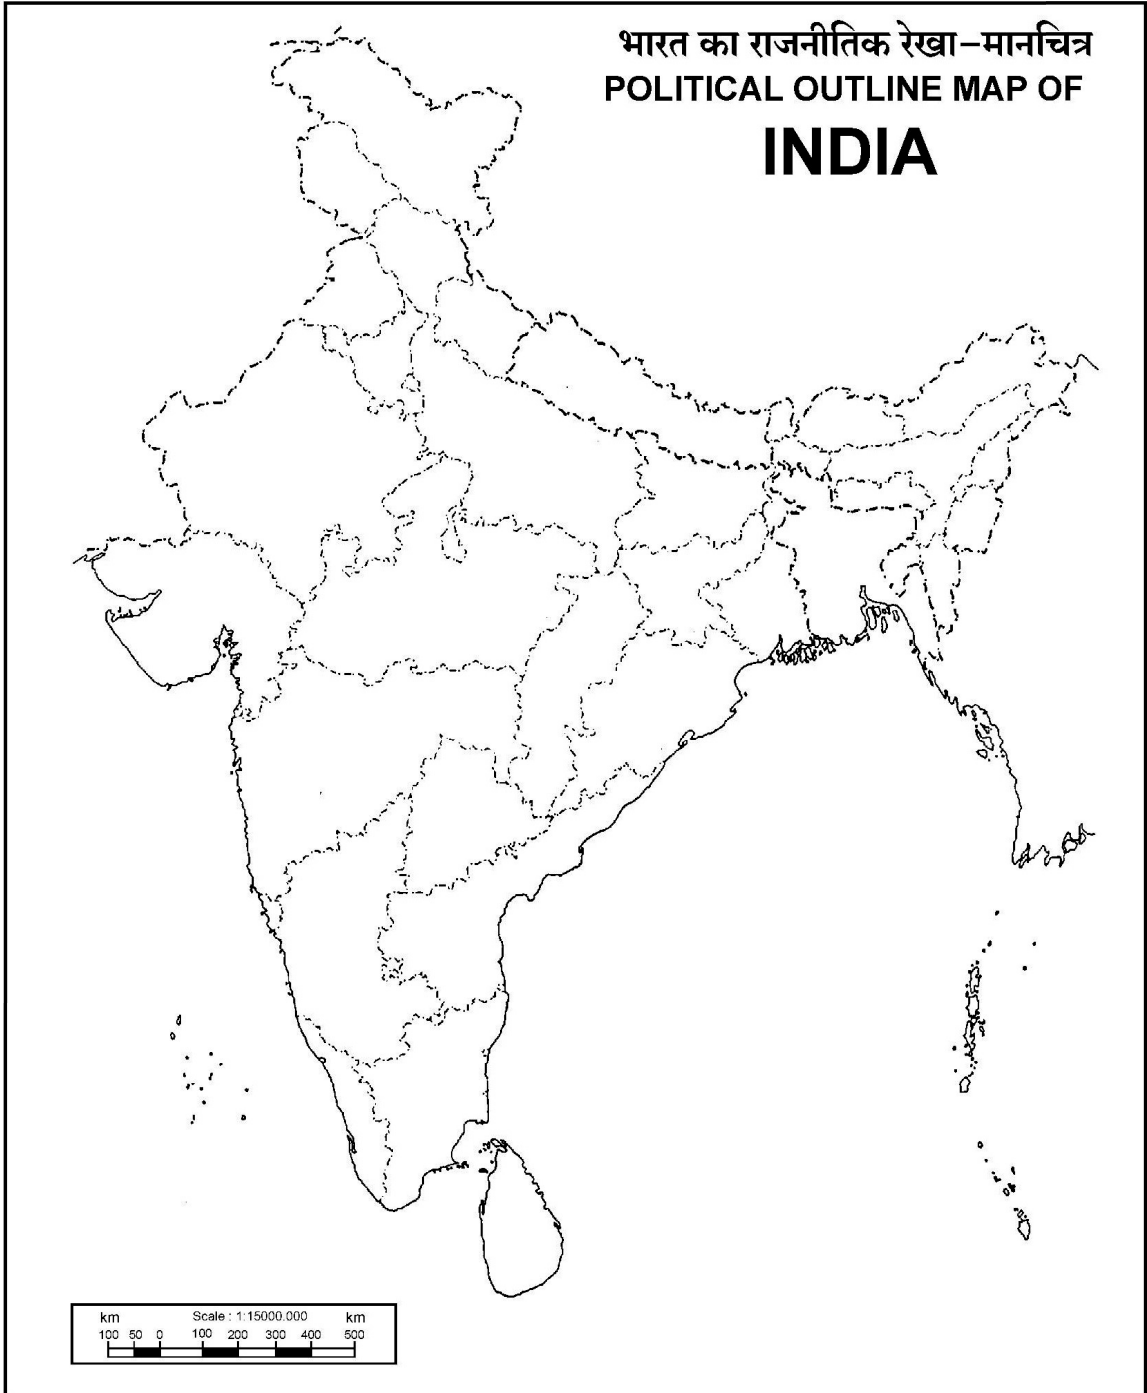 भारत का राजनीतिक रेखा-मानचित्र
POLITICAL OUTLINE MAP OF
INDIA
km Scale : 1:15000.000 km
100 50 0 100 200 300 400 500